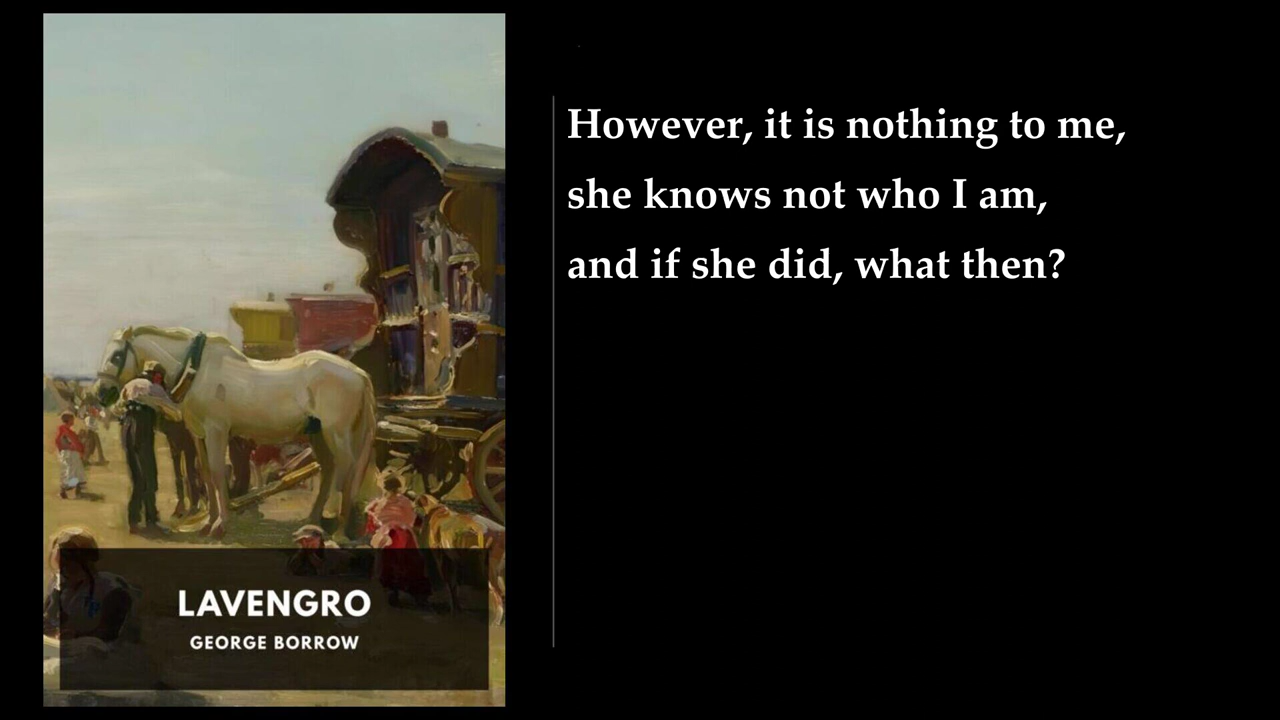 However, it is nothing to me,
she knows not who I am,
and if she did, what then?
LAVENGRO
GEORGE BORROW